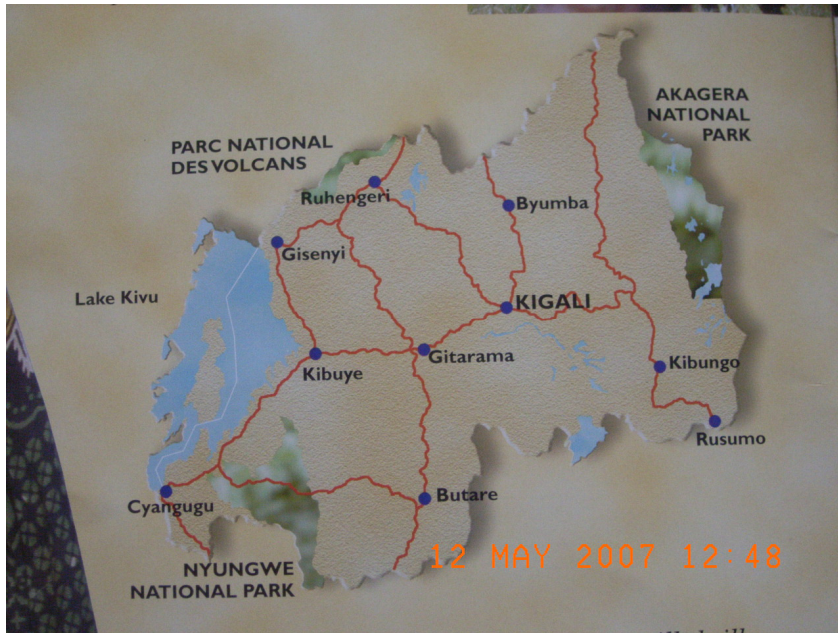 AKAGERA
NATIONAL
PARK
PARC NATIONAL
DES VOLCANS
Ruhengeri
Byumba
Gisenyi
Lake Kivu
KIGALI
Gitarama
Kibuye
Kibungo
Rusumo
Cyangugu
Butare
NYUNGWE
NATIONAL PARK
12 MAY 2007 12:48